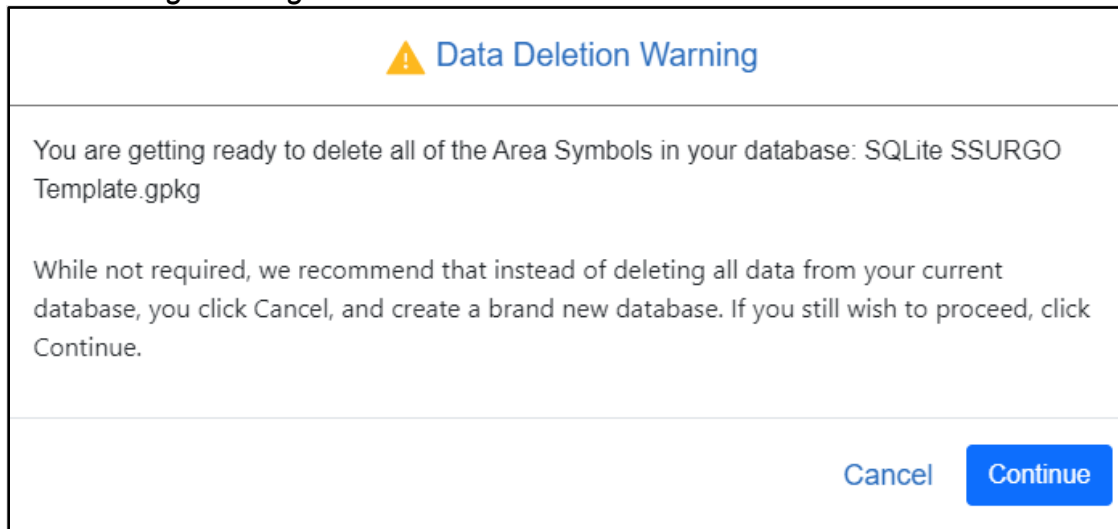 Data Deletion Warning
You are getting ready to delete all of the Area Symbols in your database: SQLite SSURGO
Template.gpkg
While not required, we recommend that instead of deleting all data from your current
database, you click Cancel, and create a brand new database. If you still wish to proceed, click
Continue.
Cancel Continue